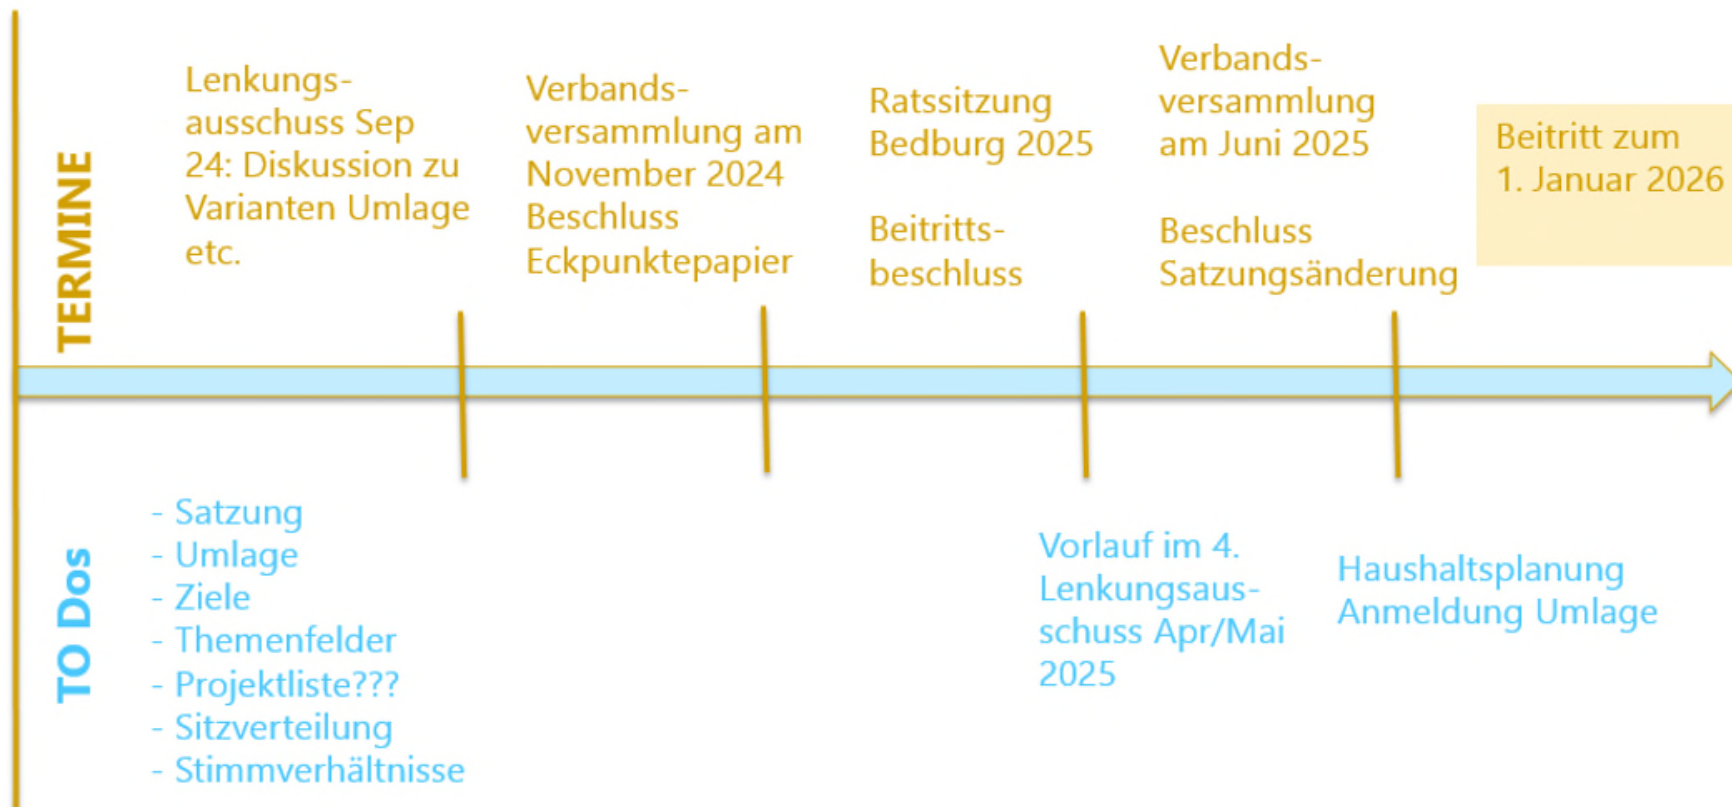 TERMINE
Lenkungs-
ausschuss Sep
24: Diskussion zu
Varianten Umlage
etc.
Verbands-
versammlung am
November 2024
Beschluss
Eckpunktepapier
Ratssitzung
Bedburg 2025
Beitritts-
beschluss
Verbands-
versammlung
am Juni 2025
Beschluss
Satzungsänderung
Beitritt zum
1. Januar 2026
TO Dos
- Satzung
- Umlage
- Ziele
- Themenfelder
- Projektliste???
- Sitzverteilung
- Stimmverhältnisse
Vorlauf im 4.
Lenkungsaus-
schuss Apr/Mai
2025
Haushaltsplanung
Anmeldung Umlage